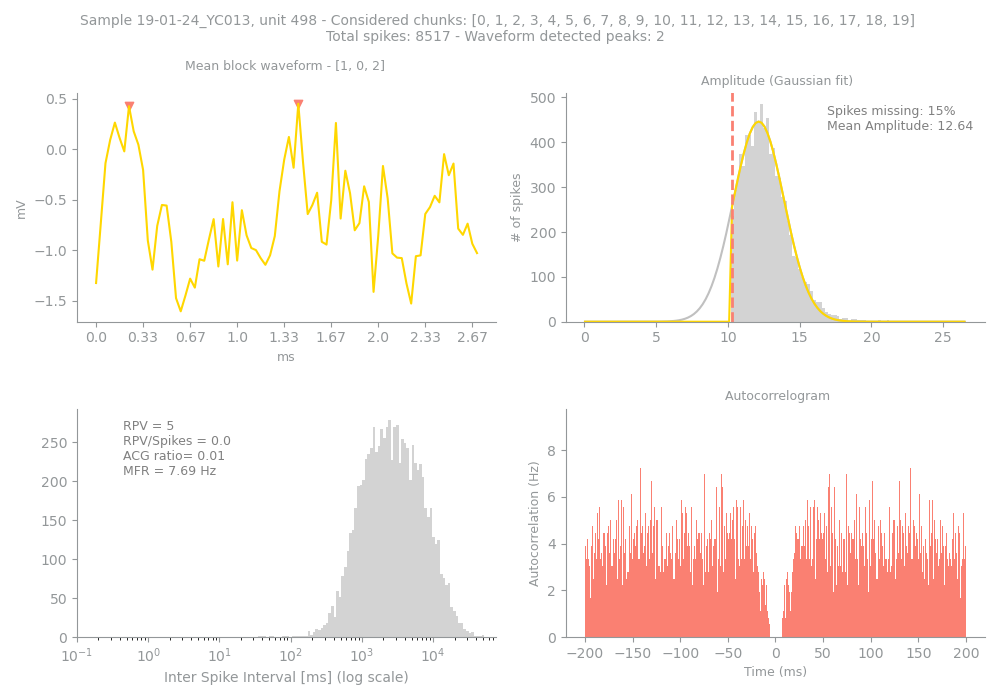 Sample 19-01-24_YC013, unit 498 - Considered chunks: [0, 1, 2, 3, 4, 5, 6, 7, 8, 9, 10, 11, 12, 13, 14, 15, 16, 17, 18, 19]
Total spikes: 8517 - Waveform detected peaks: 2
Mean block waveform - [1, 0, 2]
0.5
0.0
−0.5
−1.0
−1.5
mV
0.0 0.33 0.67 1.0 1.33 1.67 2.0 2.33 2.67
ms
Amplitude (Gaussian fit)
Spikes missing: 15%
Mean Amplitude: 12.64
500
400
300
200
100
0
# of spikes
0 5 10 15 20 25
RPV = 5
RPV/Spikes = 0.0
ACG ratio= 0.01
MFR = 7.69 Hz
250
200
150
100
50
0
10⁻¹ 10⁰ 10¹ 10² 10³ 10⁴
Inter Spike Interval [ms] (log scale)
Autocorrelogram
8
6
4
2
0
Autocorrelation (Hz)
−200 −150 −100 −50 0 50 100 150 200
Time (ms)